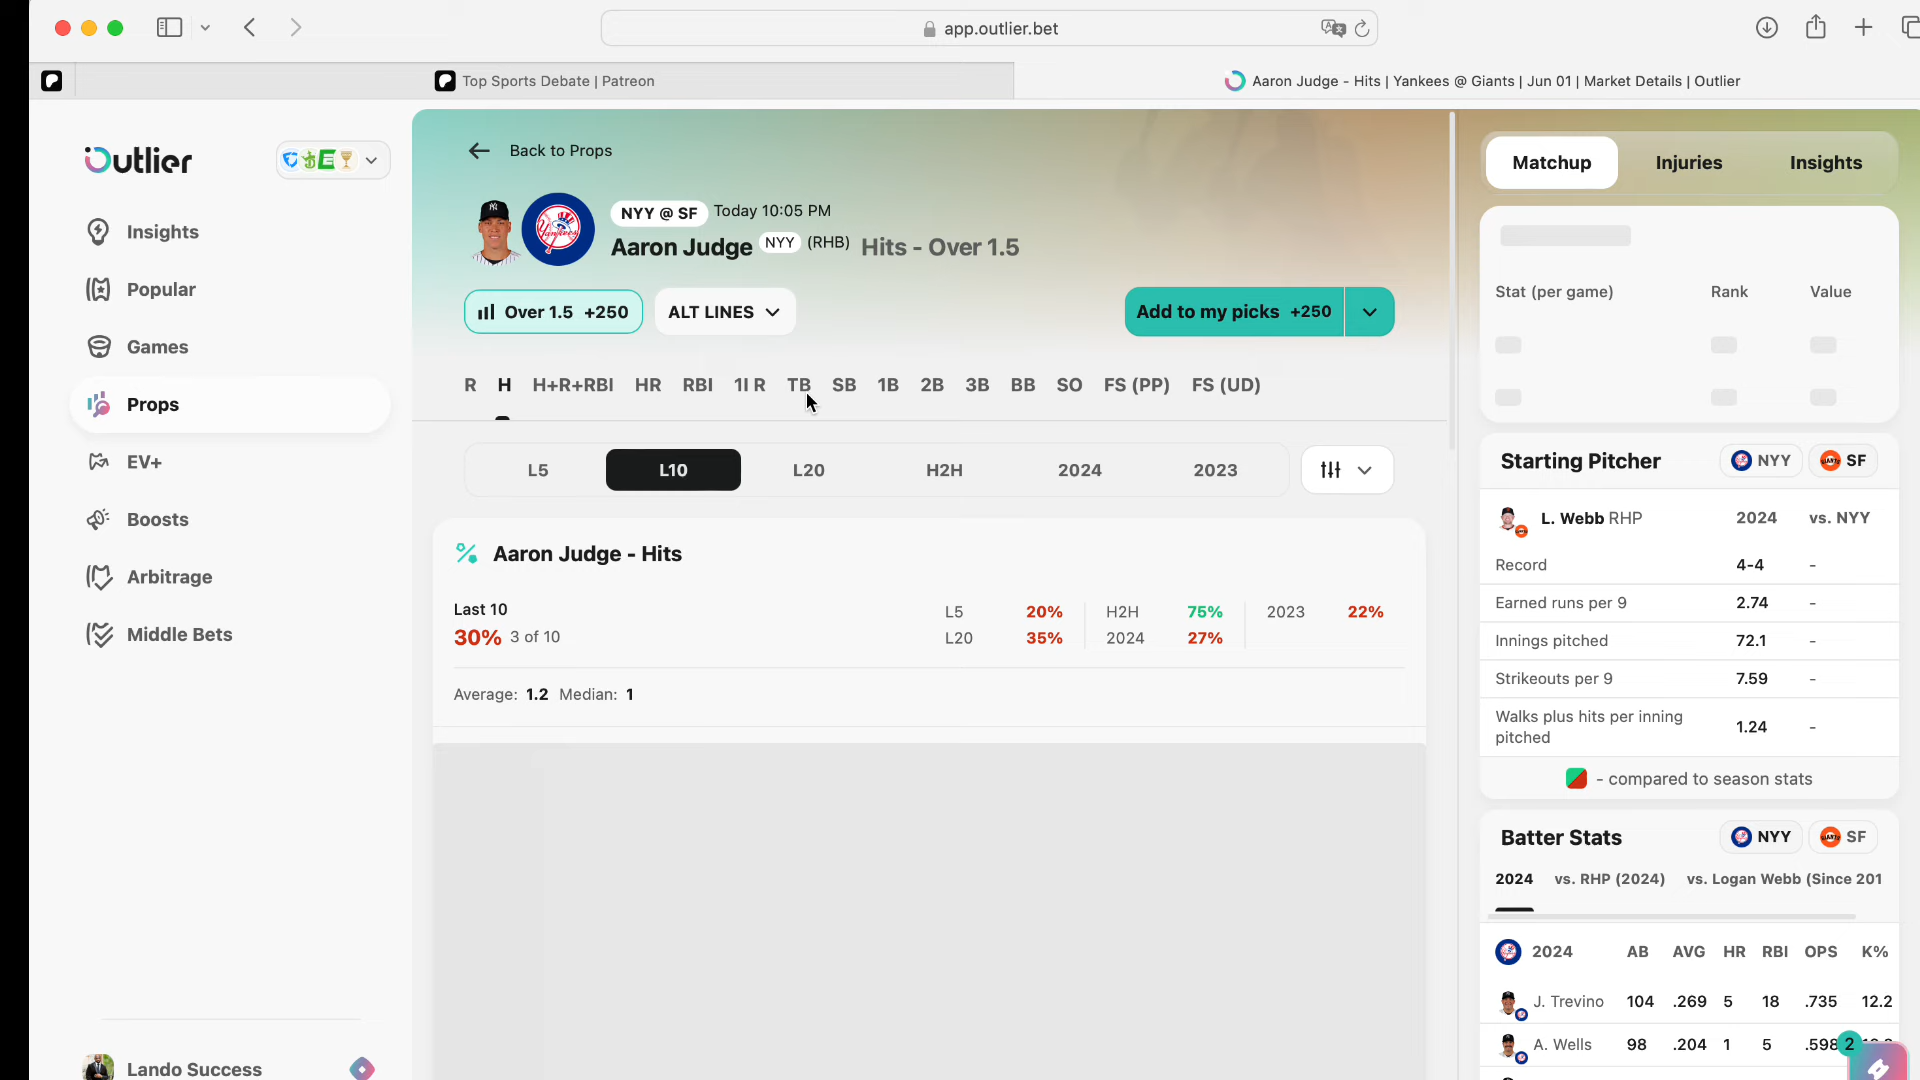 app.outlier.bet
Top Sports Debate | Patreon
Aaron Judge - Hits | Yankees @ Giants | Jun 01 | Market Details | Outlier
Outlier
Insights
Popular
Games
Props
EV+
Boosts
Arbitrage
Middle Bets
Lando Success
Back to Props
NYY @ SF Today 10:05 PM
Aaron Judge NYY (RHB) Hits - Over 1.5
Over 1.5 +250
ALT LINES
Add to my picks +250
R H H+R+RBI HR RBI 1I R TB SB 1B 2B 3B BB SO FS (PP) FS (UD)
L5 L10 L20 H2H 2024 2023
Aaron Judge - Hits
Last 10
30% 3 of 10
L5 20% H2H 75% 2023 22%
L20 35% 2024 27%
Average: 1.2 Median: 1
Matchup Injuries Insights
Stat (per game) Rank Value
Starting Pitcher NYY SF
L. Webb RHP 2024 vs. NYY
Record 4-4 -
Earned runs per 9 2.74 -
Innings pitched 72.1 -
Strikeouts per 9 7.59 -
Walks plus hits per inning
pitched 1.24 -
- compared to season stats
Batter Stats NYY SF
2024 vs. RHP (2024) vs. Logan Webb (Since 201
2024 AB AVG HR RBI OPS K%
J. Trevino 104 .269 5 18 .735 12.2
A. Wells 98 .204 1 5 .598
2